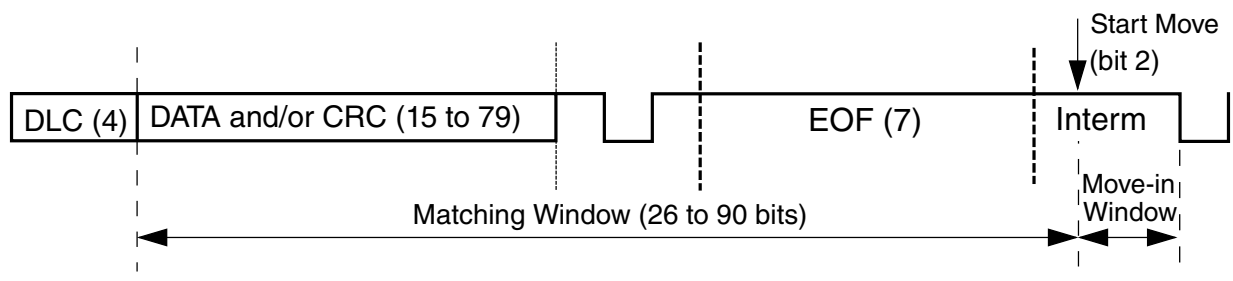 Start Move
(bit 2)
DLC (4)
DATA and/or CRC (15 to 79)
EOF (7)
Interm
Move-in
Window
Matching Window (26 to 90 bits)